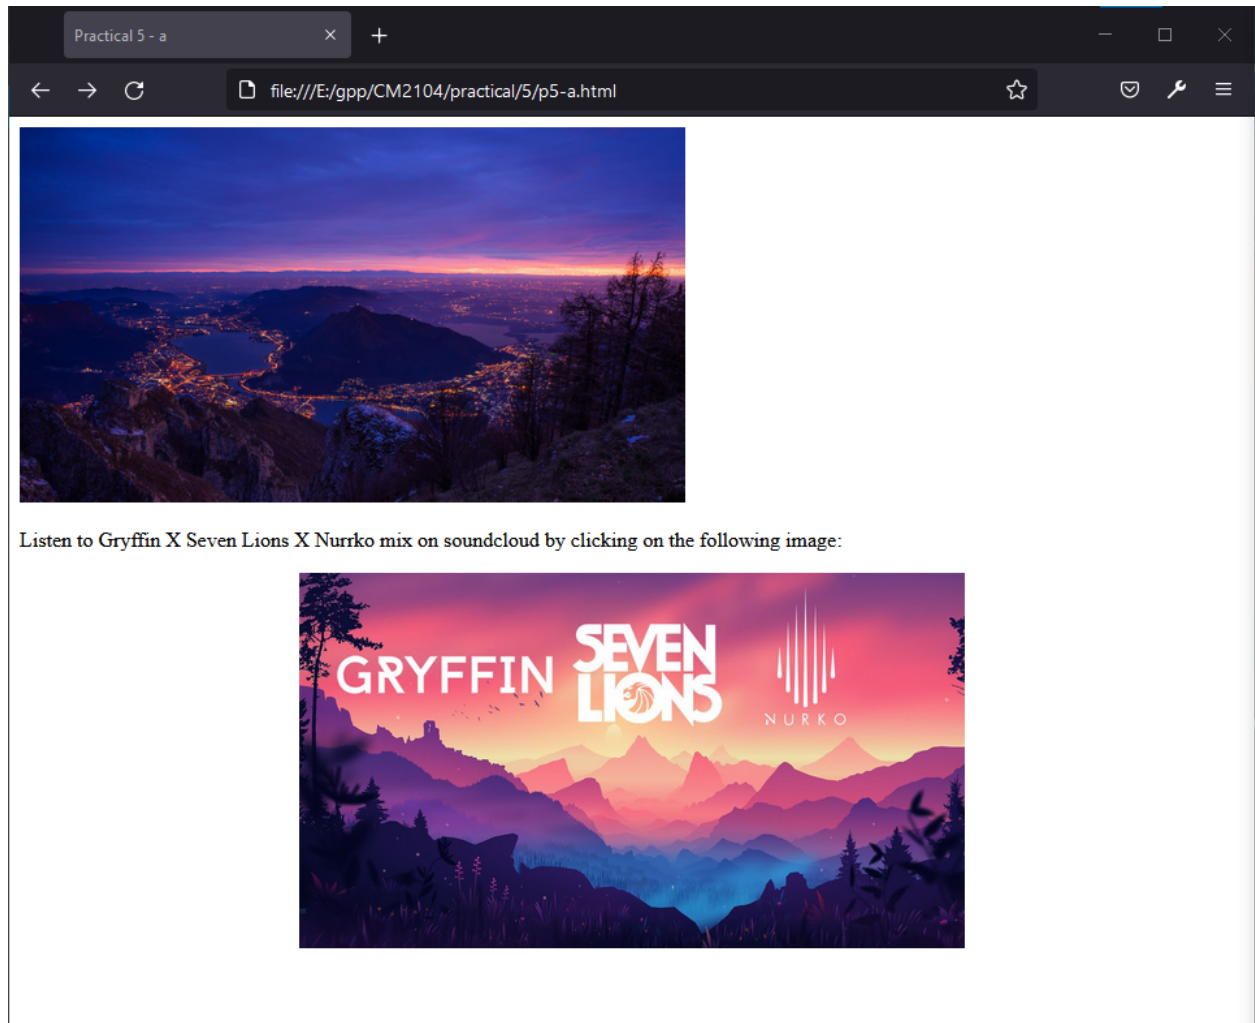 Practical 5 - a
file:///E:/gpp/CM2104/practical/5/p5-a.html
Listen to Gryffin X Seven Lions X Nurrko mix on soundcloud by clicking on the following image:
GRYFFIN
SEVEN
LIONS
NURKO